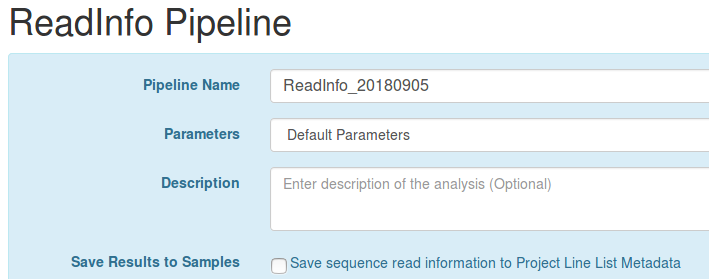 ReadInfo Pipeline
Pipeline Name ReadInfo_20180905
Parameters Default Parameters
Description Enter description of the analysis (Optional)
Save Results to Samples Save sequence read information to Project Line List Metadata